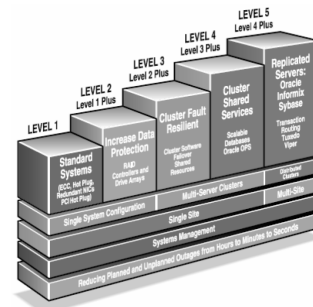 LEVEL 5
Level 4 Plus
LEVEL 4
Level 3 Plus
LEVEL 3
Level 2 Plus
LEVEL 2
Level 1 Plus
LEVEL 1
Replicated
Servers:
Oracle
Informix
Sybase
Transaction
Routing
Tuxedo
Viper
Cluster
Shared
Services
Scalable
Databases
Oracle OPS
Cluster Fault
Resilient
Cluster Software
Failover
Shared
Resources
Increase Data
Protection
RAID
Controllers and
Drive Arrays
Standard
Systems
(ECC, Hot Plug,
Redundant NICs
PCI Hot Plug)
Single System Configuration
Multi-Server Clusters
Distributed
Clusters
Single Site
Multi-Site
Systems Management
Reducing Planned and Unplanned Outages from Hours to Minutes to Seconds